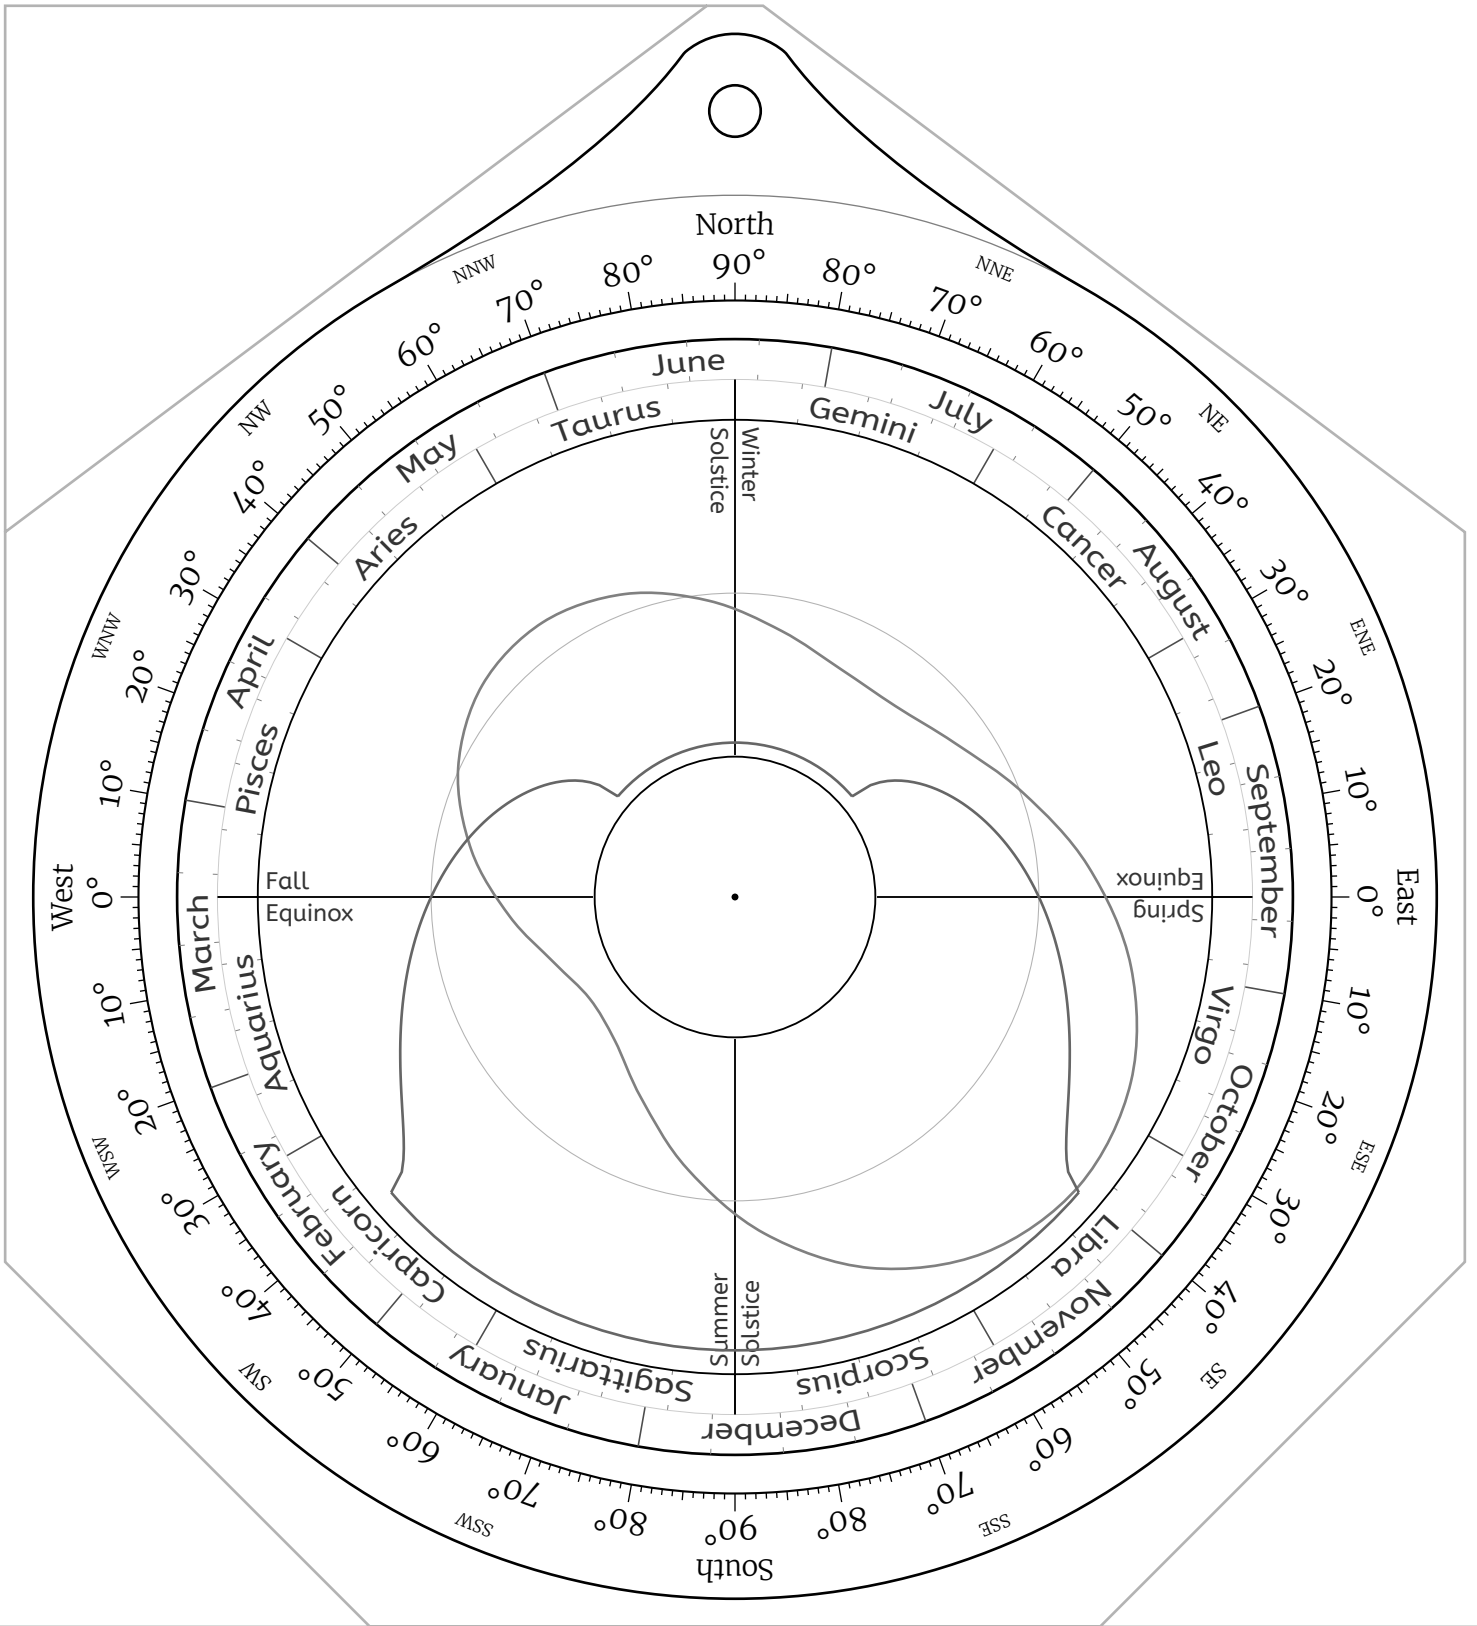 North
NNW
NNE
90°
80°
80°
70°
70°
60°
60°
50°
50°
40°
40°
30°
30°
20°
20°
10°
10°
0°
0°
10°
10°
20°
20°
30°
30°
40°
40°
50°
50°
60°
60°
70°
70°
80°
80°
90°
NW
NE
WNW
ENE
West
East
WSW
ESE
SW
SE
SSW
SSE
South
June
July
August
September
October
November
December
January
February
March
April
May
Taurus
Gemini
Cancer
Leo
Virgo
Libra
Scorpius
Sagittarius
Capricorn
Aquarius
Pisces
Aries
Winter
Solstice
Fall
Equinox
Spring
Equinox
Summer
Solstice